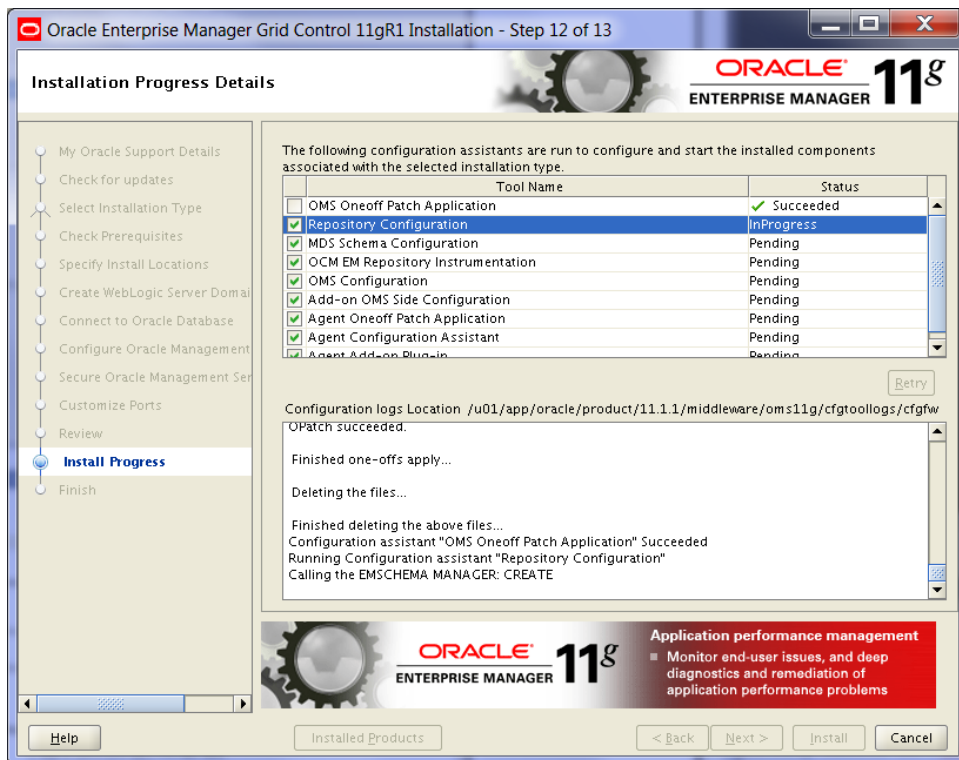 Oracle Enterprise Manager Grid Control 11gR1 Installation - Step 12 of 13
Installation Progress Details
ORACLE
ENTERPRISE MANAGER 11g
My Oracle Support Details
Check for updates
Select Installation Type
Check Prerequisites
Specify Install Locations
Create WebLogic Server Domai
Connect to Oracle Database
Configure Oracle Management
Secure Oracle Management Ser
Customize Ports
Review
Install Progress
Finish
The following configuration assistants are run to configure and start the installed components
associated with the selected installation type.
Tool Name Status
OMS Oneoff Patch Application Succeeded
Repository Configuration InProgress
MDS Schema Configuration Pending
OCM EM Repository Instrumentation Pending
OMS Configuration Pending
Add-on OMS Side Configuration Pending
Agent Oneoff Patch Application Pending
Agent Configuration Assistant Pending
Agent Add-on Plug-in Pending
Retry
Configuration logs Location /u01/app/oracle/product/11.1.1/middleware/oms11g/cfgtoollogs/cfgfw
OPatch succeeded.
Finished one-offs apply...
Deleting the files...
Finished deleting the above files...
Configuration assistant "OMS Oneoff Patch Application" Succeeded
Running Configuration assistant "Repository Configuration"
Calling the EMSCHEMA MANAGER: CREATE
ORACLE
ENTERPRISE MANAGER 11g
Application performance management
Monitor end-user issues, and deep
diagnostics and remediation of
application performance problems
Help Installed Products < Back Next > Install Cancel